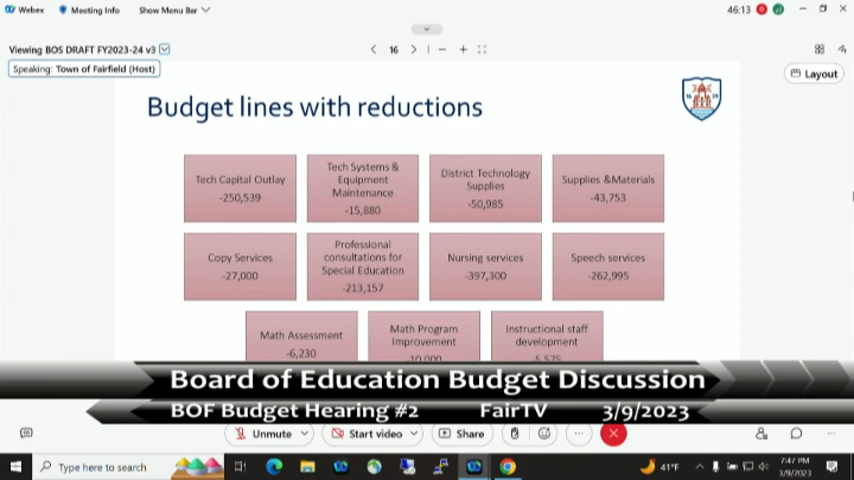 Webex
Meeting Info
Show Menu Bar
46:13
Viewing BOS DRAFT FY2023-24 v3
16
Speaking: Town of Fairfield (Host)
Layout
Budget lines with reductions
Tech Capital Outlay
-250,539
Tech Systems &
Equipment
Maintenance
-15,880
District Technology
Supplies
-50,985
Supplies &Materials
-43,753
Copy Services
-27,000
Professional
consultations for
Special Education
-213,157
Nursing services
-397,300
Speech services
-262,995
Math Assessment
-6,230
Math Program
Improvement
-10,000
Instructional staff
development
-5,575
Board of Education Budget Discussion
BOF Budget Hearing #2 FairTV 3/9/2023
Unmute
Start video
Share
Type here to search
41°F
7:47 PM
3/9/2023